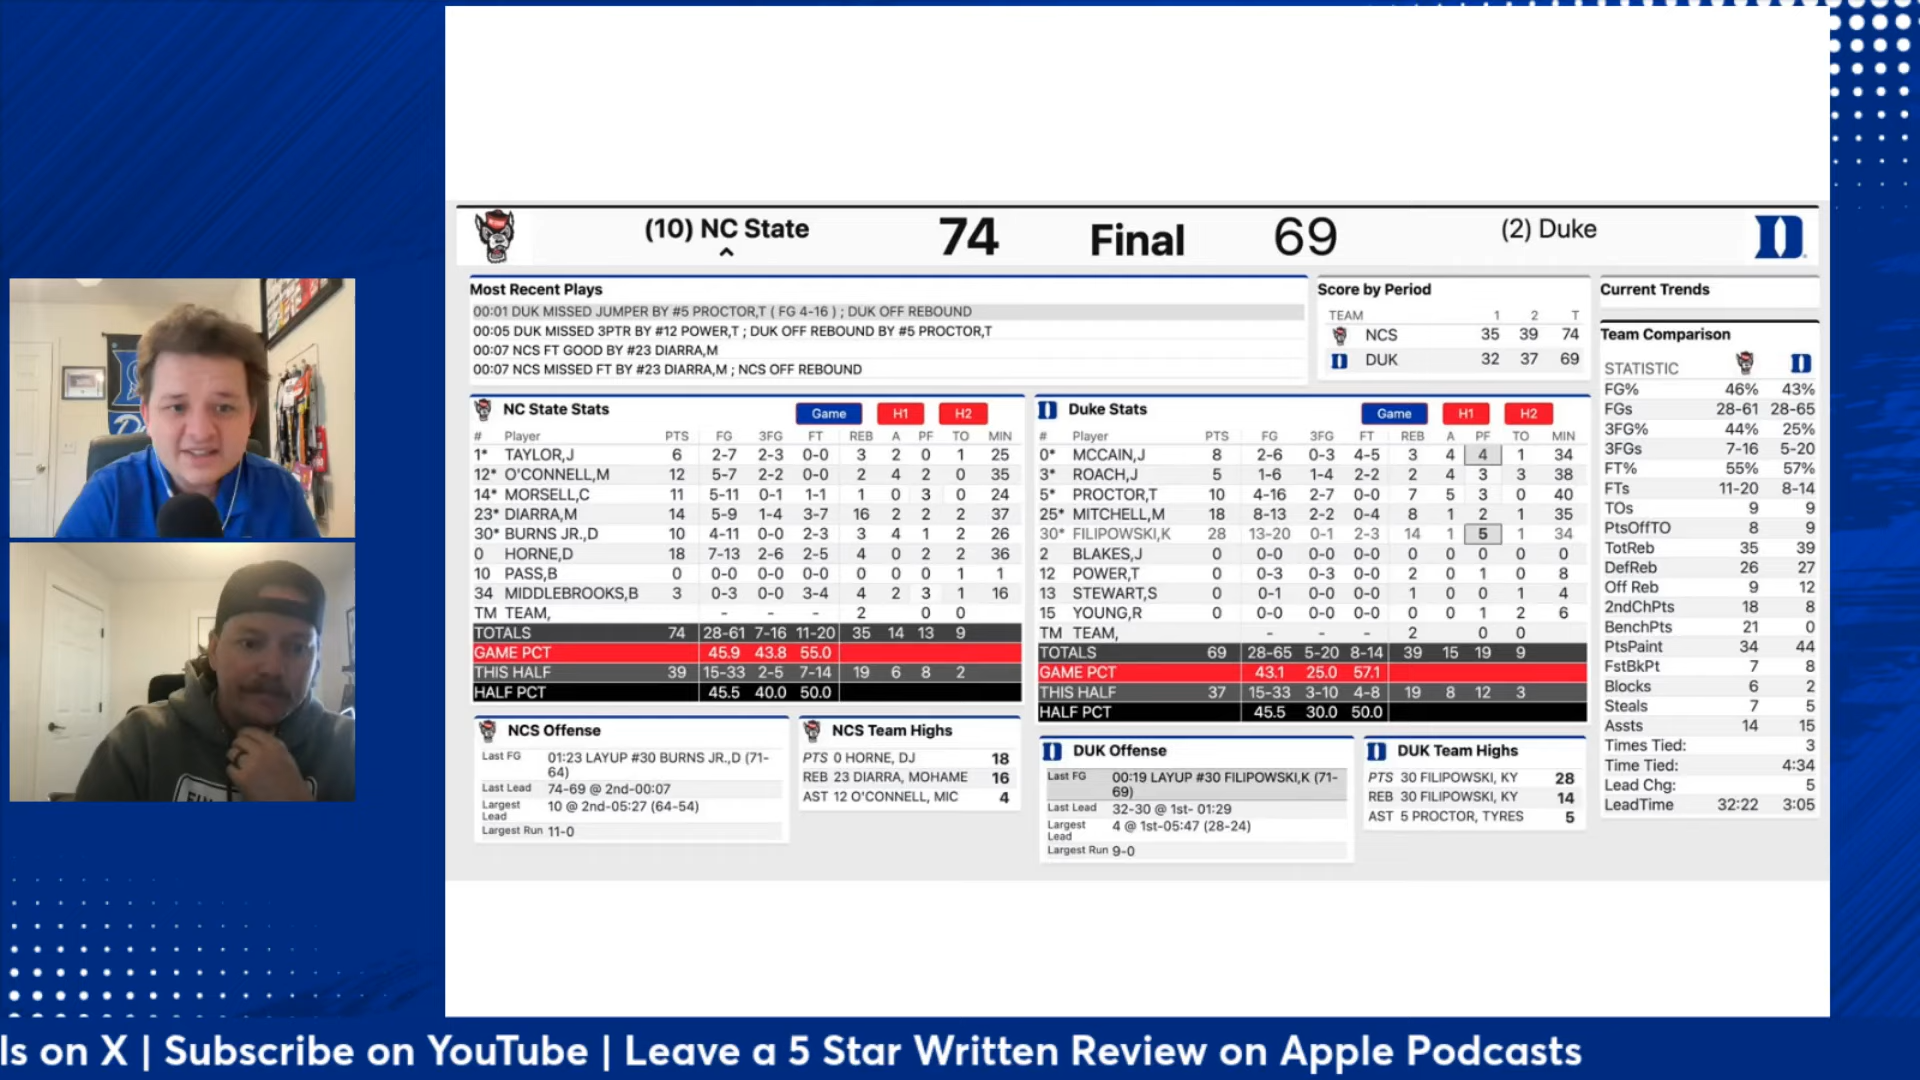 (10) NC State 74 Final 69 (2) Duke
Most Recent Plays
00:01 DUK MISSED JUMPER BY #5 PROCTOR,T ( FG 4-16 ) ; DUK OFF REBOUND
00:05 DUK MISSED 3PTR BY #12 POWER,T ; DUK OFF REBOUND BY #5 PROCTOR,T
00:07 NCS FT GOOD BY #23 DIARRA,M
00:07 NCS MISSED FT BY #23 DIARRA,M ; NCS OFF REBOUND
Score by Period
TEAM 1 2 T
NCS 35 39 74
DUK 32 37 69
Current Trends
Team Comparison
STATISTIC
FG% 46% 43%
FGs 28-61 28-65
3FG% 44% 25%
3FGs 7-16 5-20
FT% 55% 57%
FTs 11-20 8-14
TOs 9 9
PtsOffTO 8 9
TotReb 35 39
DefReb 26 27
Off Reb 9 12
2ndChPts 18 8
BenchPts 21 0
PtsPaint 34 44
FstBkPt 7 8
Blocks 6 2
Steals 7 5
Assts 14 15
Times Tied: 3
Time Tied: 4:34
Lead Chg: 5
LeadTime 32:22 3:05
NC State Stats Game H1 H2
# Player PTS FG 3FG FT REB A PF TO MIN
1* TAYLOR,J 6 2-7 2-3 0-0 3 2 0 1 25
12* O'CONNELL,M 12 5-7 2-2 0-0 2 4 2 0 35
14* MORSELL,C 11 5-11 0-1 1-1 1 0 3 0 24
23* DIARRA,M 14 5-9 1-4 3-7 16 2 2 2 37
30* BURNS JR.,D 10 4-11 0-0 2-3 3 4 1 2 26
0 HORNE,D 18 7-13 2-6 2-5 4 0 2 2 36
10 PASS,B 0 0-0 0-0 0-0 0 0 0 1 1
34 MIDDLEBROOKS,B 3 0-3 0-0 3-4 4 2 3 1 16
TM TEAM, - - - 2 0 0
TOTALS 74 28-61 7-16 11-20 35 14 13 9
GAME PCT 45.9 43.8 55.0
THIS HALF 39 15-33 2-5 7-14 19 6 8 2
HALF PCT 45.5 40.0 50.0
Duke Stats Game H1 H2
# Player PTS FG 3FG FT REB A PF TO MIN
0* MCCAIN,J 8 2-6 0-3 4-5 3 4 4 1 34
3* ROACH,J 5 1-6 1-4 2-2 2 4 3 3 38
5* PROCTOR,T 10 4-16 2-7 0-0 7 5 3 0 40
25* MITCHELL,M 18 8-13 2-2 0-4 8 1 2 1 35
30* FILIPOWSKI,K 28 13-20 0-1 2-3 14 1 5 1 34
2 BLAKES,J 0 0-0 0-0 0-0 0 0 0 0 0
12 POWER,T 0 0-3 0-3 0-0 2 0 1 0 8
13 STEWART,S 0 0-1 0-0 0-0 1 0 0 1 4
15 YOUNG,R 0 0-0 0-0 0-0 0 0 1 2 6
TM TEAM, - - - 2 0 0
TOTALS 69 28-65 5-20 8-14 39 15 19 9
GAME PCT 43.1 25.0 57.1
THIS HALF 37 15-33 3-10 4-8 19 8 12 3
HALF PCT 45.5 30.0 50.0
NCS Offense
Last FG 01:23 LAYUP #30 BURNS JR.,D (71-
64)
Last Lead 74-69 @ 2nd-00:07
Largest Lead 10 @ 2nd-05:27 (64-54)
Largest Run 11-0
NCS Team Highs
PTS 0 HORNE, DJ 18
REB 23 DIARRA, MOHAME 16
AST 12 O'CONNELL, MIC 4
DUK Offense
Last FG 00:19 LAYUP #30 FILIPOWSKI,K (71-
69)
Last Lead 32-30 @ 1st- 01:29
Largest Lead 4 @ 1st-05:47 (28-24)
Largest Run 9-0
DUK Team Highs
PTS 30 FILIPOWSKI, KY 28
REB 30 FILIPOWSKI, KY 14
AST 5 PROCTOR, TYRES 5
ls on X | Subscribe on YouTube | Leave a 5 Star Written Review on Apple Podcasts